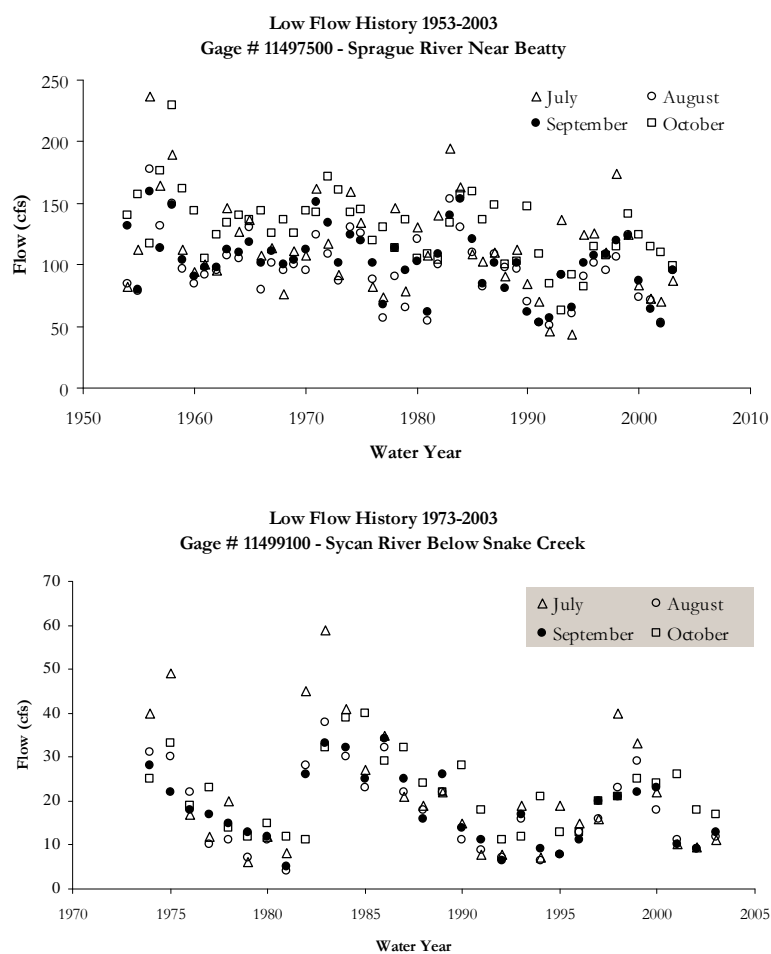 Low Flow History 1953-2003
Gage # 11497500 - Sprague River Near Beatty
250
200
150
100
50
0
Flow (cfs)
July
August
September
October
1950
1960
1970
1980
1990
2000
2010
Water Year
Low Flow History 1973-2003
Gage # 11499100 - Sycan River Below Snake Creek
70
60
50
40
30
20
10
0
Flow (cfs)
July
August
September
October
1970
1975
1980
1985
1990
1995
2000
2005
Water Year